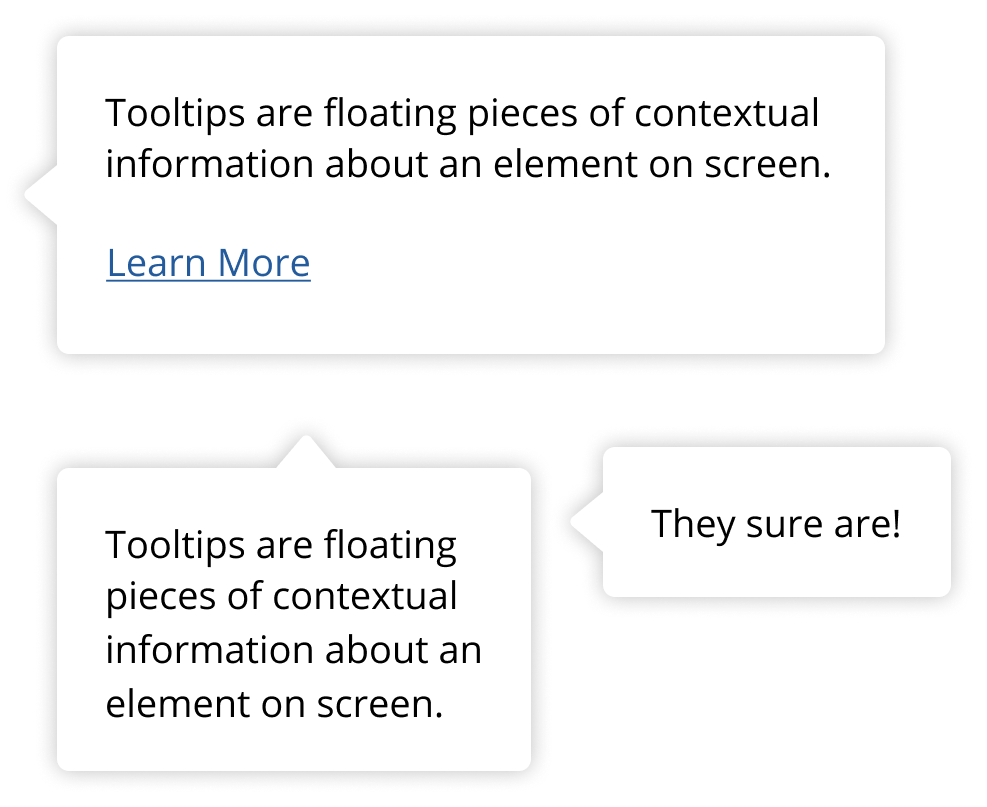 Tooltips are floating pieces of contextual
information about an element on screen.
Learn More
Tooltips are floating
pieces of contextual
information about an
element on screen.
They sure are!